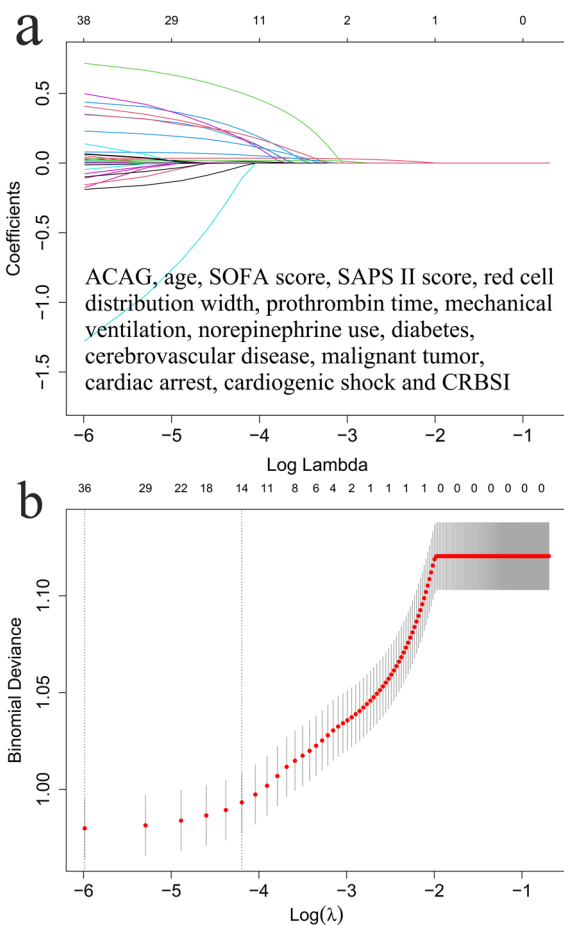 a
38 29 11 2 1 0
0.5
0.0
−0.5
−1.0
−1.5
Coefficients
ACAG, age, SOFA score, SAPS II score, red cell
distribution width, prothrombin time, mechanical
ventilation, norepinephrine use, diabetes,
cerebrovascular disease, malignant tumor,
cardiac arrest, cardiogenic shock and CRBSI
−6 −5 −4 −3 −2 −1
Log Lambda
b
36 29 22 18 14 11 8 6 4 2 1 1 1 1 0 0 0 0 0 0 0
1.10
1.05
1.00
Binomial Deviance
−6 −5 −4 −3 −2 −1
Log(λ)